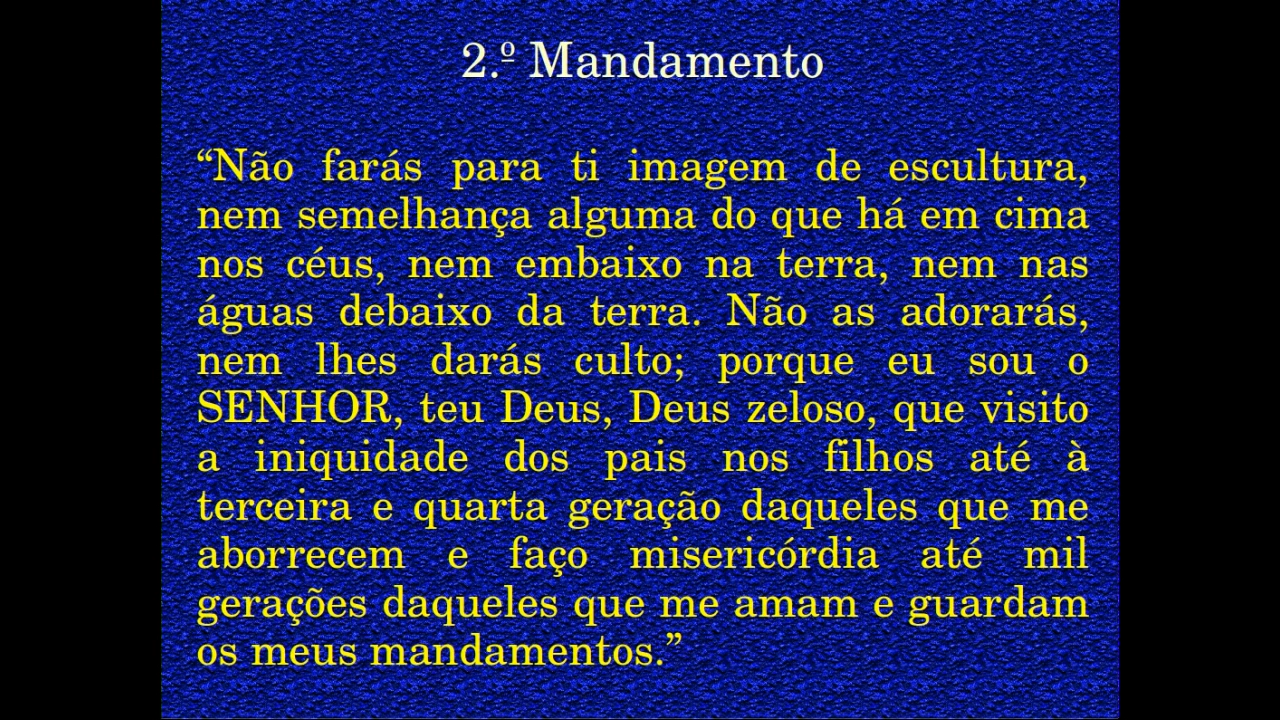 2.º Mandamento
“Não farás para ti imagem de escultura,
nem semelhança alguma do que há em cima
nos céus, nem embaixo na terra, nem nas
águas debaixo da terra. Não as adorarás,
nem lhes darás culto; porque eu sou o
SENHOR, teu Deus, Deus zeloso, que visito
a iniquidade dos pais nos filhos até à
terceira e quarta geração daqueles que me
aborrecem e faço misericórdia até mil
gerações daqueles que me amam e guardam
os meus mandamentos.”